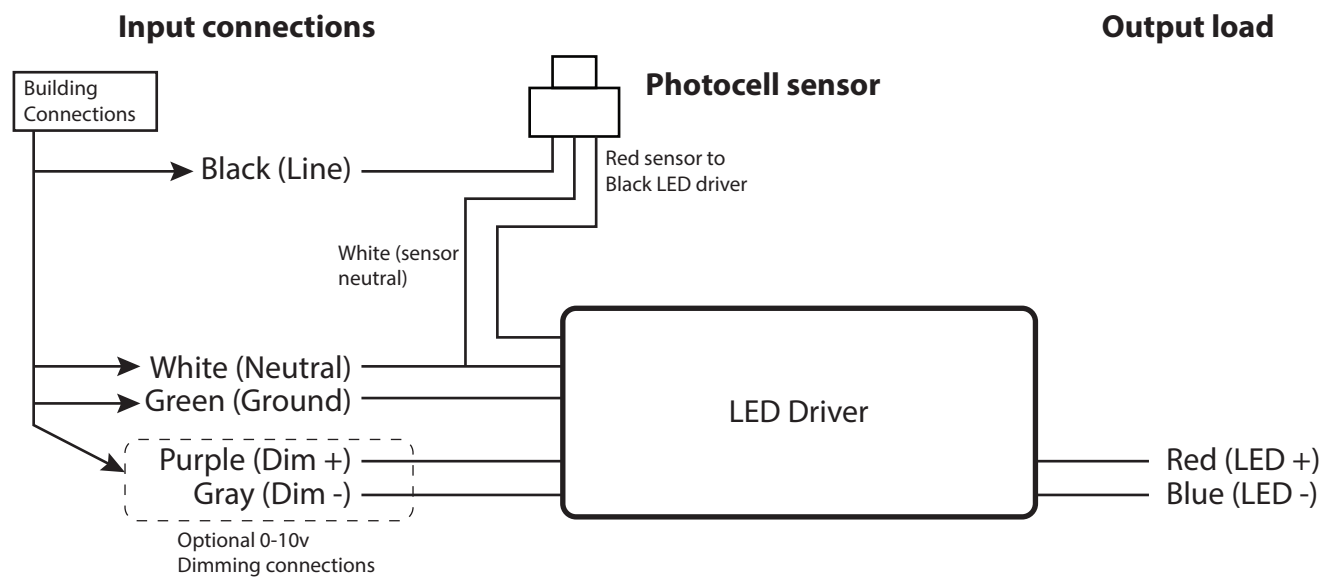 Input connections
Output load
Building
Connections
Photocell sensor
Black (Line)
Red sensor to
Black LED driver
White (sensor
neutral)
White (Neutral)
Green (Ground)
LED Driver
Purple (Dim +)
Gray (Dim -)
Red (LED +)
Blue (LED -)
Optional 0-10v
Dimming connections